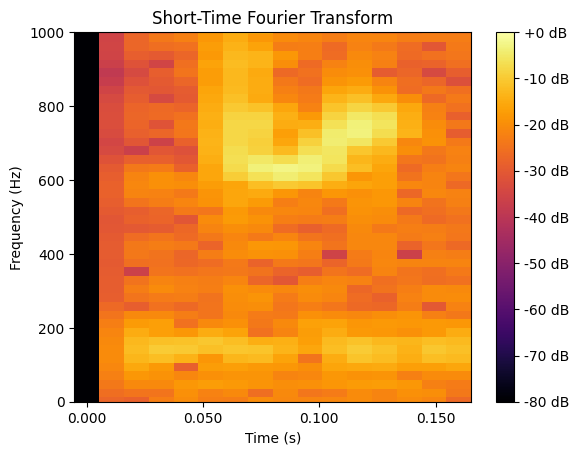 Short-Time Fourier Transform
1000
800
600
400
200
0
Frequency (Hz)
0.000
0.050
0.100
0.150
Time (s)
+0 dB
-10 dB
-20 dB
-30 dB
-40 dB
-50 dB
-60 dB
-70 dB
-80 dB